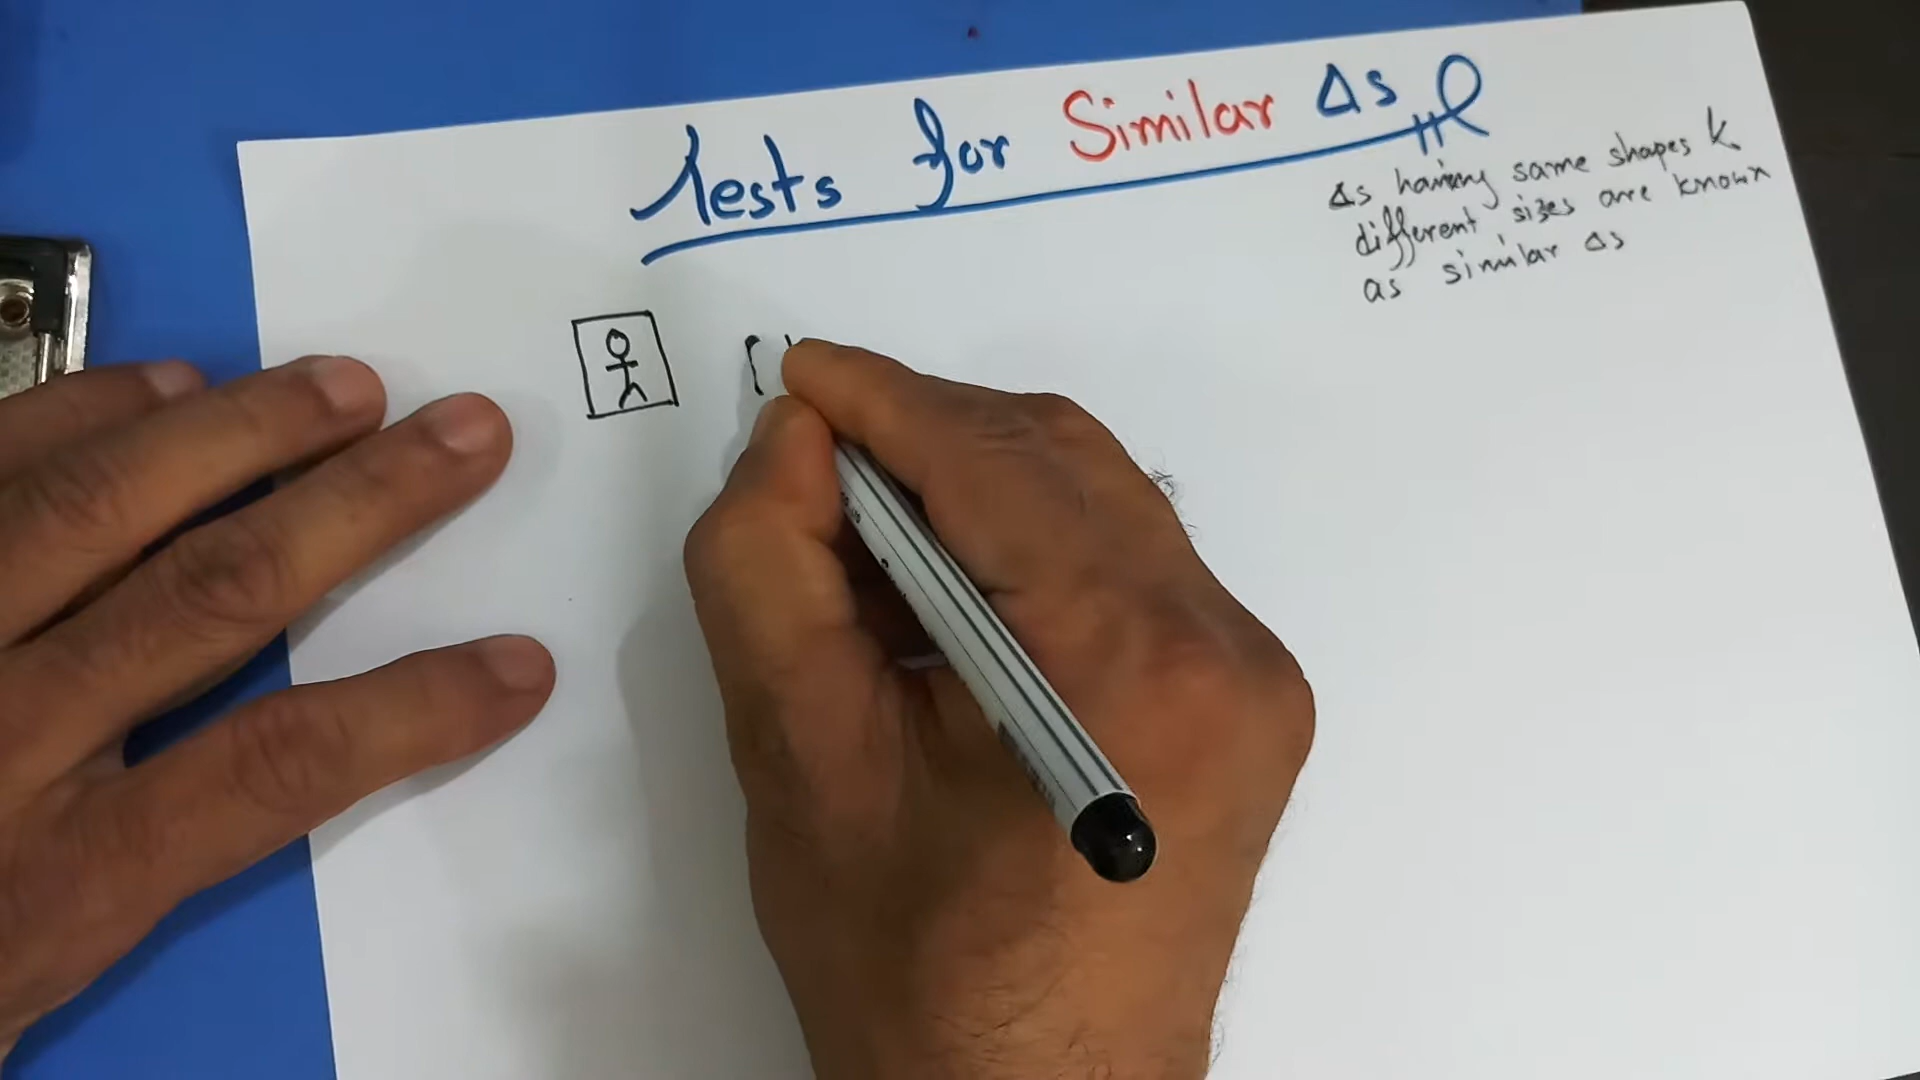 Tests for Similar Δs
Δs having same shapes &
different sizes are known
as similar Δs